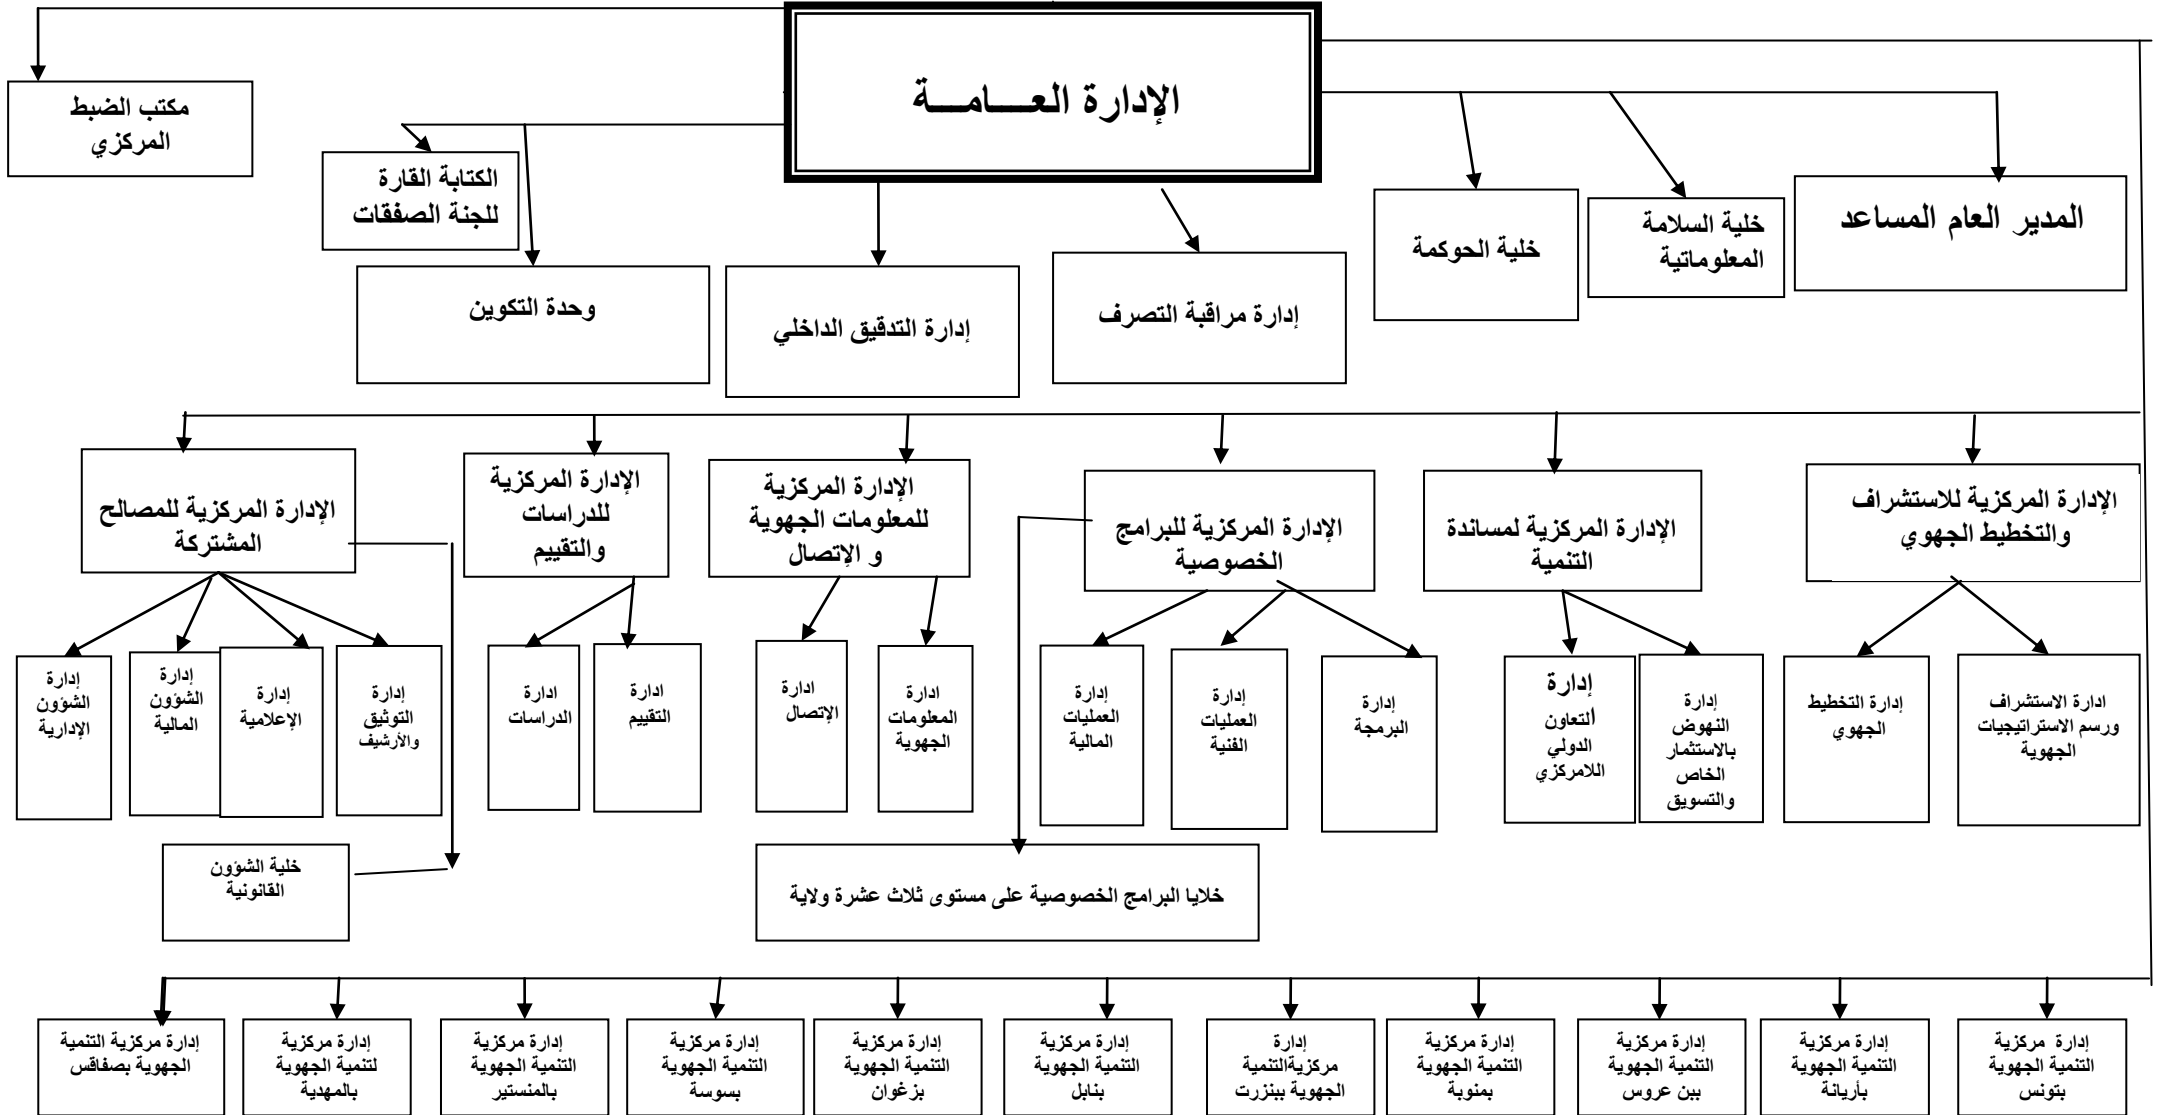 الإدارة العـــامـــة
مكتب الضبط
المركزي
الكتابة القارة
للجنة الصفقات
المدير العام المساعد
خلية السلامة
المعلوماتية
خلية الحوكمة
إدارة مراقبة التصرف
إدارة التدقيق الداخلي
وحدة التكوين
الإدارة المركزية للاستشراف
والتخطيط الجهوي
الإدارة المركزية لمساندة
التنمية
الإدارة المركزية للبرامج
الخصوصية
الإدارة المركزية
للمعلومات الجهوية
و الإتصال
الإدارة المركزية
للدراسات
والتقييم
الإدارة المركزية للمصالح
المشتركة
ادارة الاستشراف
ورسم الاستراتيجيات
الجهوية
إدارة التخطيط
الجهوي
إدارة
النهوض
بالاستثمار
الخاص
والتسويق
إدارة
ألتعاون
الدولي
اللامركزي
إدارة
البرمجة
إدارة
العمليات
الفنية
إدارة
العمليات
المالية
ادارة
المعلومات
الجهوية
ادارة
الإتصال
ادارة
التقييم
ادارة
الدراسات
إدارة
التوثيق
والأرشيف
إدارة
الإعلامية
إدارة
الشؤون
المالية
إدارة
الشؤون
الإدارية
خلايا البرامج الخصوصية على مستوى ثلاث عشرة ولاية
خلية الشؤون
القانونية
إدارة مركزية
التنمية الجهوية
بتونس
إدارة مركزية
التنمية الجهوية
بأريانة
إدارة مركزية
التنمية الجهوية
ببن عروس
إدارة مركزية
التنمية الجهوية
بمنوبة
إدارة
مركزيةالتنمية
الجهوية ببنزرت
إدارة مركزية
التنمية الجهوية
بنابل
إدارة مركزية
التنمية الجهوية
بزغوان
إدارة مركزية
التنمية الجهوية
بسوسة
إدارة مركزية
التنمية الجهوية
بالمنستير
إدارة مركزية
لتنمية الجهوية
بالمهدية
إدارة مركزية التنمية
الجهوية بصفاقس